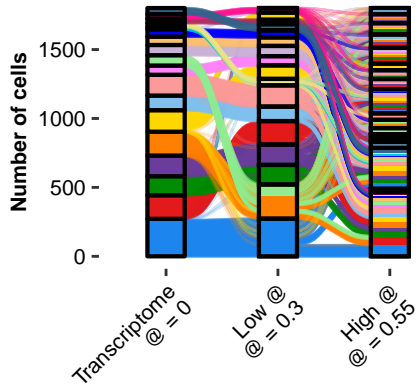 Number of cells
1500
1000
500
0
Transcriptome
@ = 0
Low @
@ = 0.3
High @
@ = 0.55